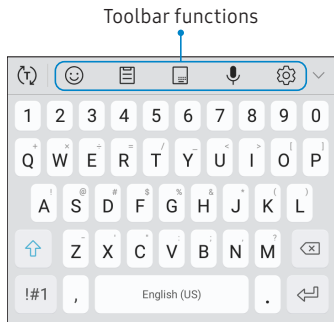 Toolbar functions
T
1 2 3 4 5 6 7 8 9 0
+ × ÷ = / _ < > [ ]
Q W E R T Y U I O P
! @ # $ % & * ( )
A S D F G H J K L
- ' " : ; , ?
Z X C V B N M
!#1 , English (US) .